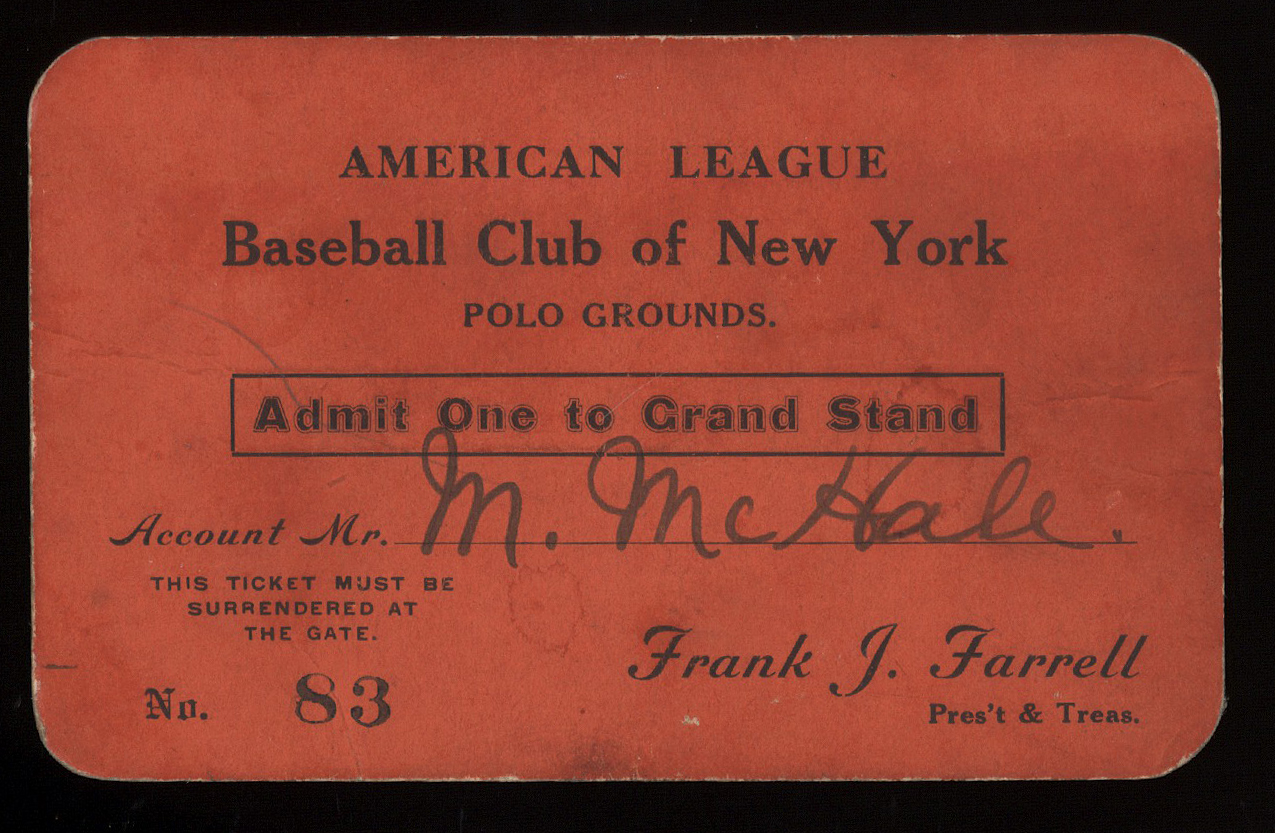 AMERICAN LEAGUE
Baseball Club of New York
POLO GROUNDS.
Admit One to Grand Stand
Account Mr. M. McHale.
THIS TICKET MUST BE
SURRENDERED AT
THE GATE.
Frank J. Farrell
Pres't & Treas.
No. 83